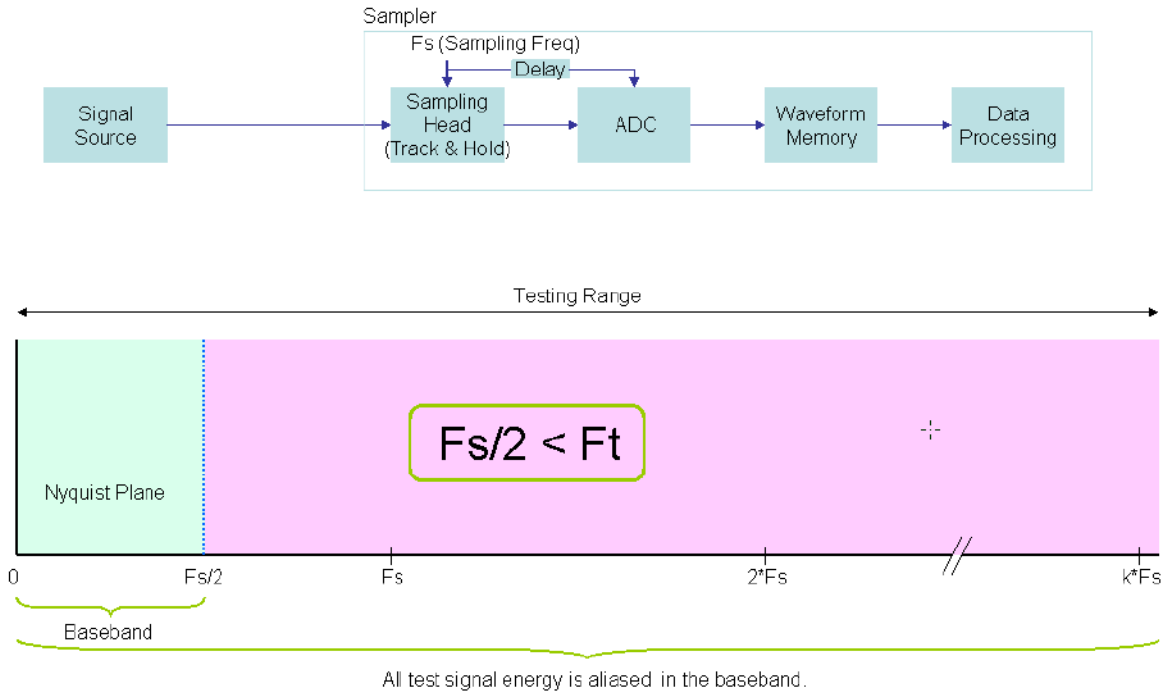 Sampler
Fs (Sampling Freq)
Delay
Signal
Source
Sampling
Head
(Track & Hold)
ADC
Waveform
Memory
Data
Processing
Testing Range
Fs/2 < Ft
Nyquist Plane
0
Fs/2
Fs
2*Fs
k*Fs
Baseband
All test signal energy is aliased in the baseband.